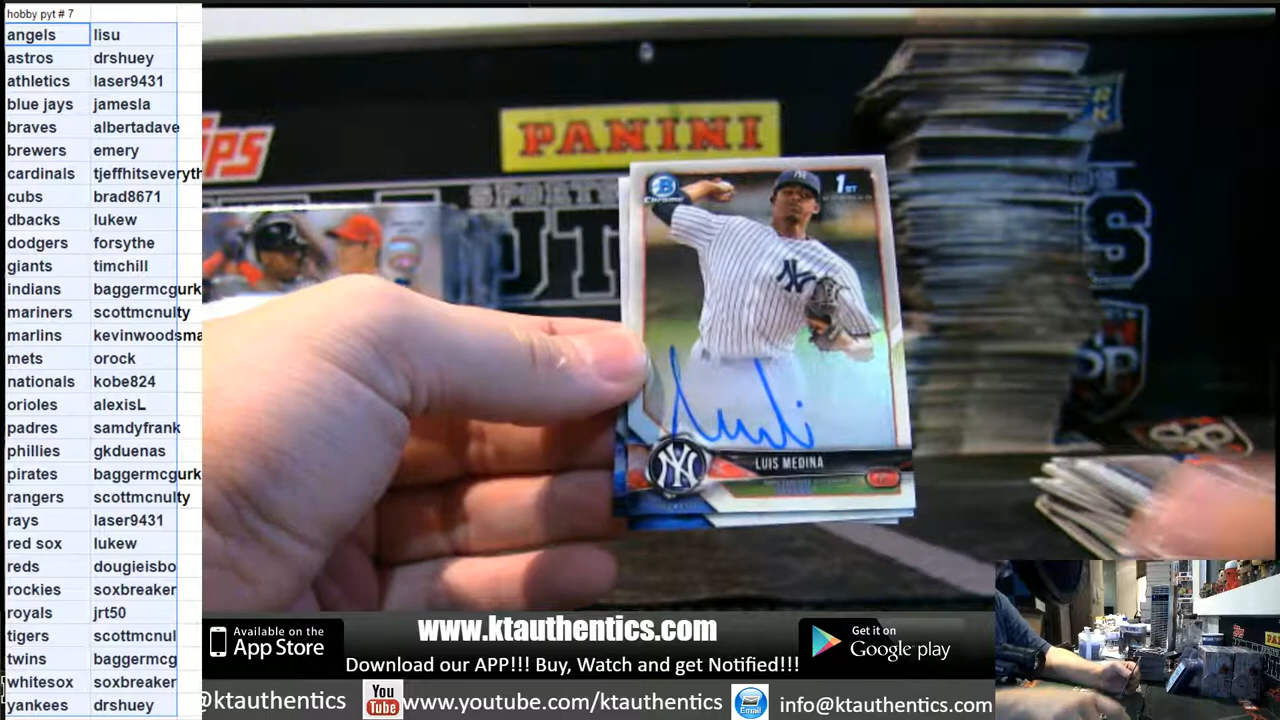 hobby pyt # 7
angels lisu
astros drshuey
athletics laser9431
blue jays jamesla
braves albertadave
brewers emery
cardinals tjeffhitseveryth
cubs brad8671
dbacks lukew
dodgers forsythe
giants timchill
indians baggermcgurk
mariners scottmcnulty
marlins kevinwoodsma
mets orock
nationals kobe824
orioles alexisL
padres samdyfrank
phillies gkduenas
pirates baggermcgurk
rangers scottmcnulty
rays laser9431
red sox lukew
reds dougieisbo
rockies soxbreaker
royals jrt50
tigers scottmcnul
twins baggermcg
whitesox soxbreaker
yankees drshuey
PANINI
Chrome
1ST
NY
LUIS MEDINA
Available on the
App Store
www.ktauthentics.com
Download our APP!!! Buy, Watch and get Notified!!!
Get it on
Google play
@ktauthentics
You
Tube
www.youtube.com/ktauthentics
Email
info@ktauthentics.com